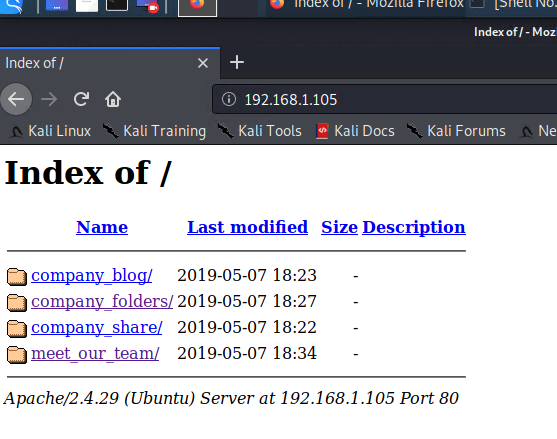 Index of / - Mozilla Firefox [Shell No.
Index of / - Moz
Index of /
192.168.1.105
Kali Linux Kali Training Kali Tools Kali Docs Kali Forums Ne
Index of /
Name Last modified Size Description
company_blog/ 2019-05-07 18:23 -
company_folders/ 2019-05-07 18:27 -
company_share/ 2019-05-07 18:22 -
meet_our_team/ 2019-05-07 18:34 -
Apache/2.4.29 (Ubuntu) Server at 192.168.1.105 Port 80